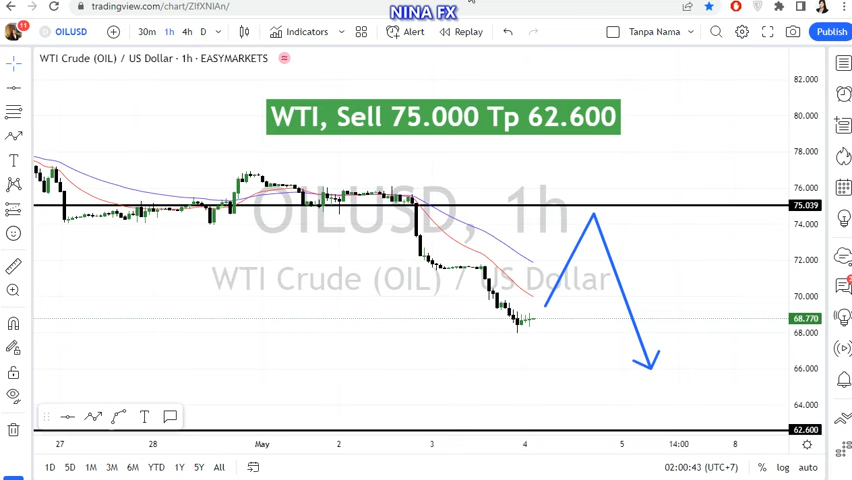 tradingview.com/chart/ZIfXNIAn/
NINA FX
11
OILUSD
30m 1h 4h D
Indicators
Alert
Replay
Tanpa Nama
Publish
WTI Crude (OIL) / US Dollar · 1h · EASYMARKETS
WTI, Sell 75.000 Tp 62.600
OILUSD, 1h
WTI Crude (OIL) / US Dollar
82.000
80.000
78.000
76.000
75.039
74.000
72.000
70.000
68.770
68.000
66.000
64.000
62.600
27 28 May 2 3 4 5 14:00 8
1D 5D 1M 3M 6M YTD 1Y 5Y All
02:00:43 (UTC+7)
% log auto